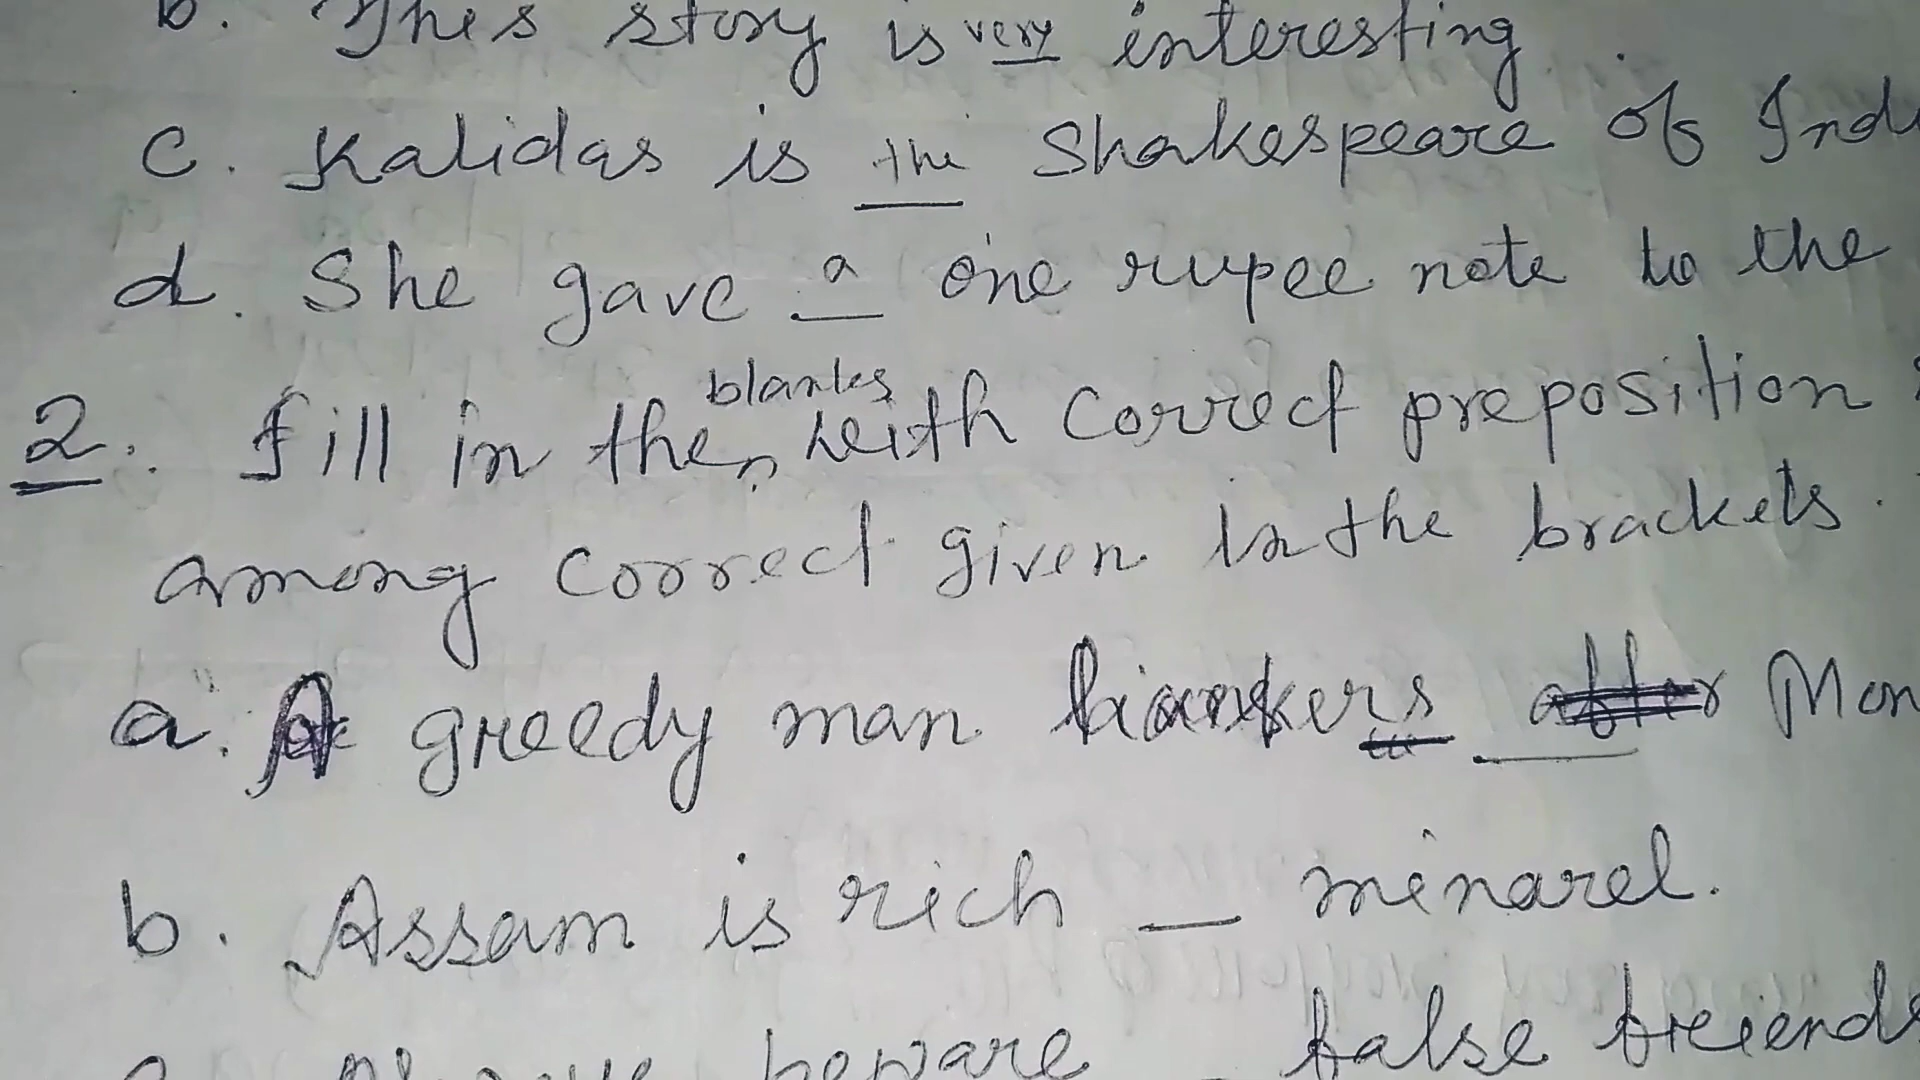 b. This story is very interesting.
c. Kalidas is the Shakespeare of Ind
d. She gave a one rupee note to the
2. Fill in the blanks with correct preposition
among correct given in the brackets.
a. A greedy man hankers after Mon
b. Assam is rich _ minarel.
beware _ false friends